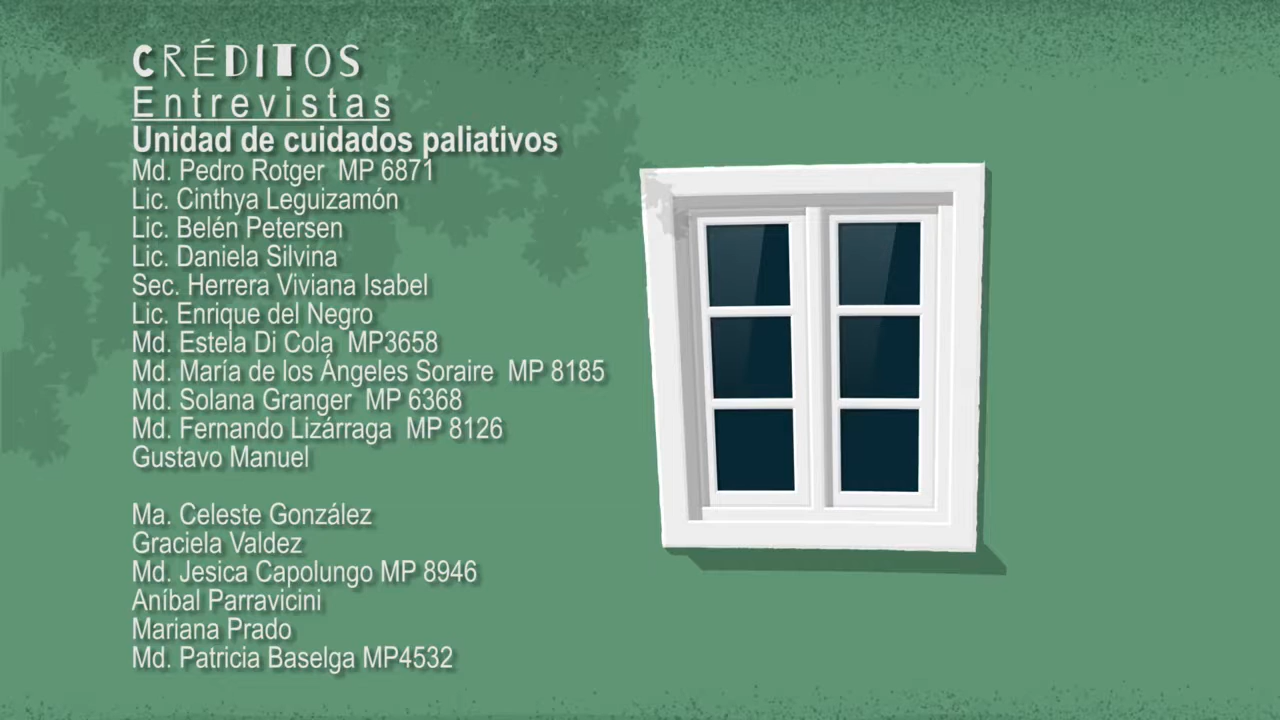 CRÉDITOS
Entrevistas
Unidad de cuidados paliativos
Md. Pedro Rotger MP 6871
Lic. Cinthya Leguizamón
Lic. Belén Petersen
Lic. Daniela Silvina
Sec. Herrera Viviana Isabel
Lic. Enrique del Negro
Md. Estela Di Cola MP3658
Md. María de los Ángeles Soraire MP 8185
Md. Solana Granger MP 6368
Md. Fernando Lizárraga MP 8126
Gustavo Manuel
Ma. Celeste González
Graciela Valdez
Md. Jesica Capolungo MP 8946
Aníbal Parravicini
Mariana Prado
Md. Patricia Baselga MP4532